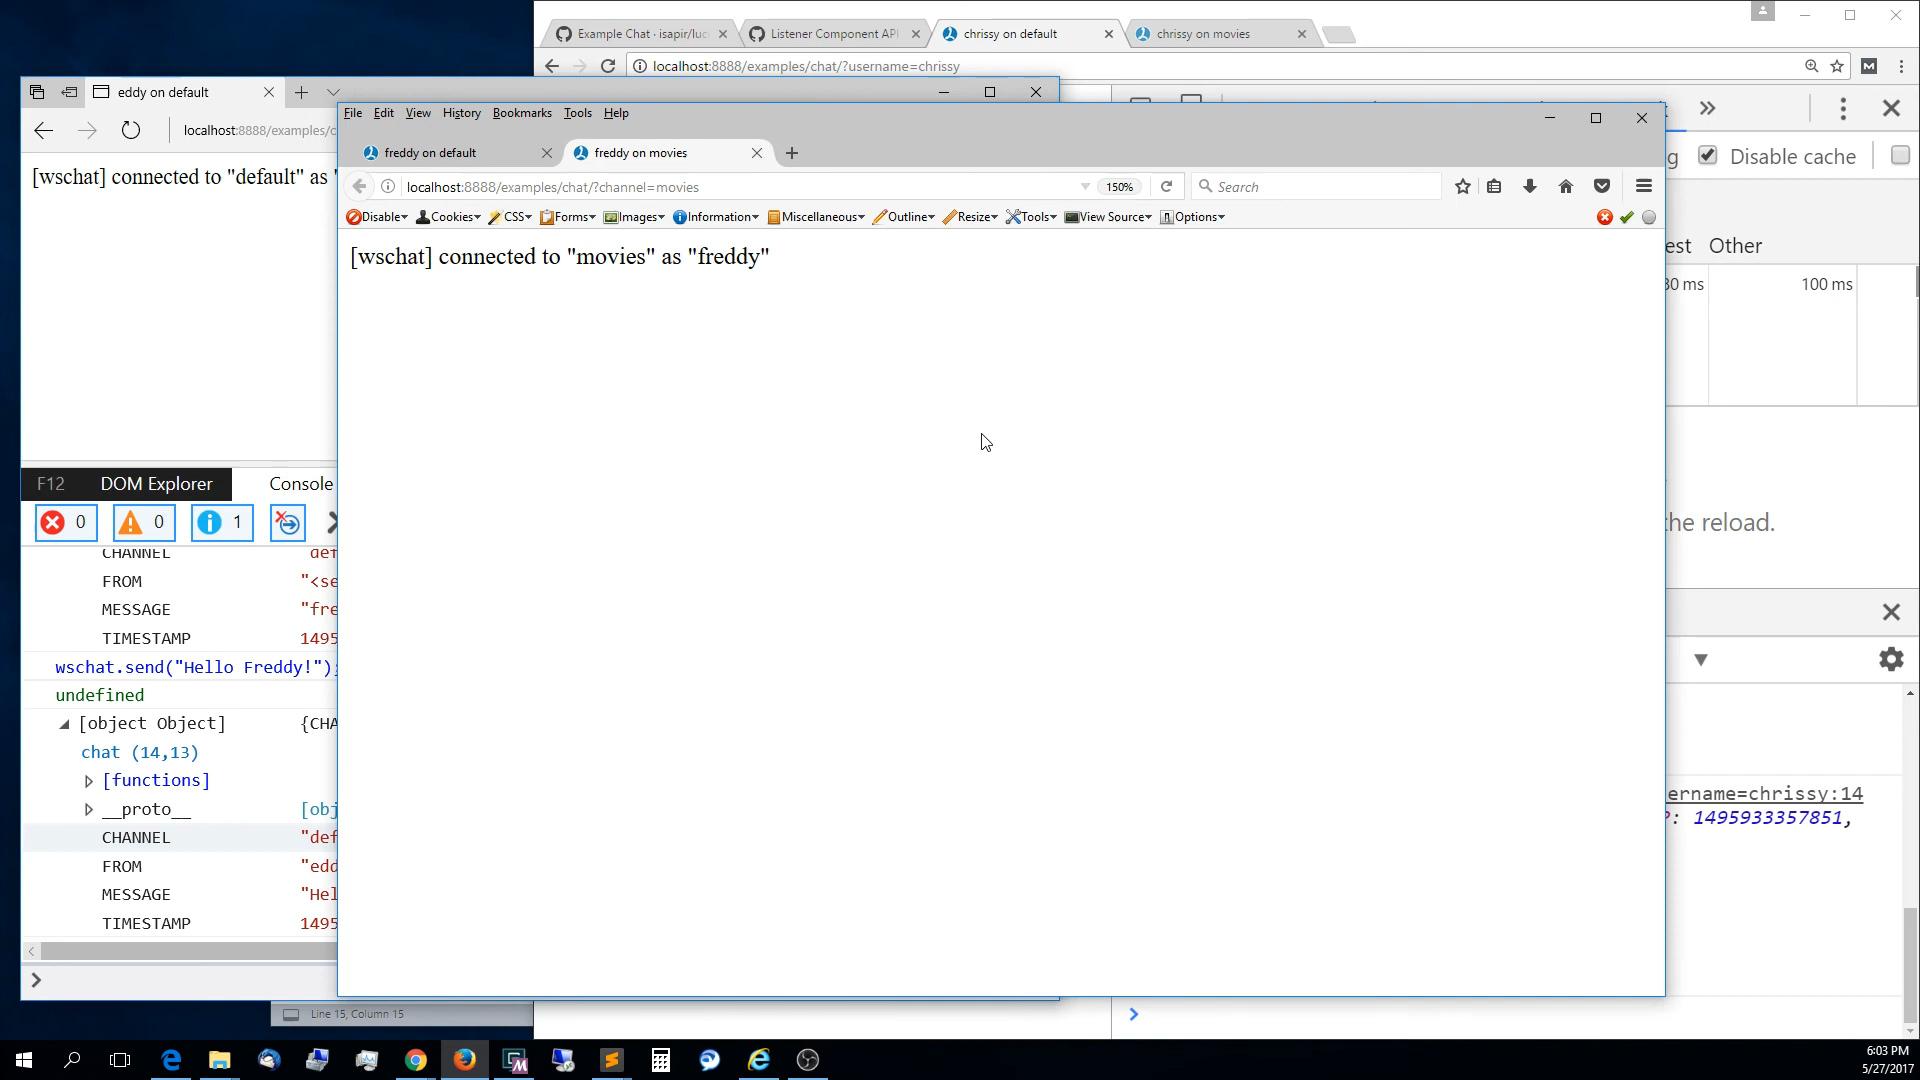 Example Chat · isapir/luc
Listener Component API
chrissy on default
chrissy on movies
localhost:8888/examples/chat/?username=chrissy
eddy on default
localhost:8888/examples/c
[wschat] connected to "default" as "
File Edit View History Bookmarks Tools Help
freddy on default
freddy on movies
localhost:8888/examples/chat/?channel=movies
150%
Search
Disable Cookies CSS Forms Images Information Miscellaneous Outline Resize Tools View Source Options
[wschat] connected to "movies" as "freddy"
g Disable cache
est Other
80 ms
100 ms
he reload.
ername=chrissy:14
P: 1495933357851,
F12 DOM Explorer Console
0 0 1
CHANNEL "def
FROM "<se
MESSAGE "fre
TIMESTAMP 1495
wschat.send("Hello Freddy!");
undefined
[object Object] {CHA
chat (14,13)
[functions]
__proto__ [obj
CHANNEL "def
FROM "edd
MESSAGE "Hel
TIMESTAMP 1495
Line 15, Column 15
6:03 PM
5/27/2017